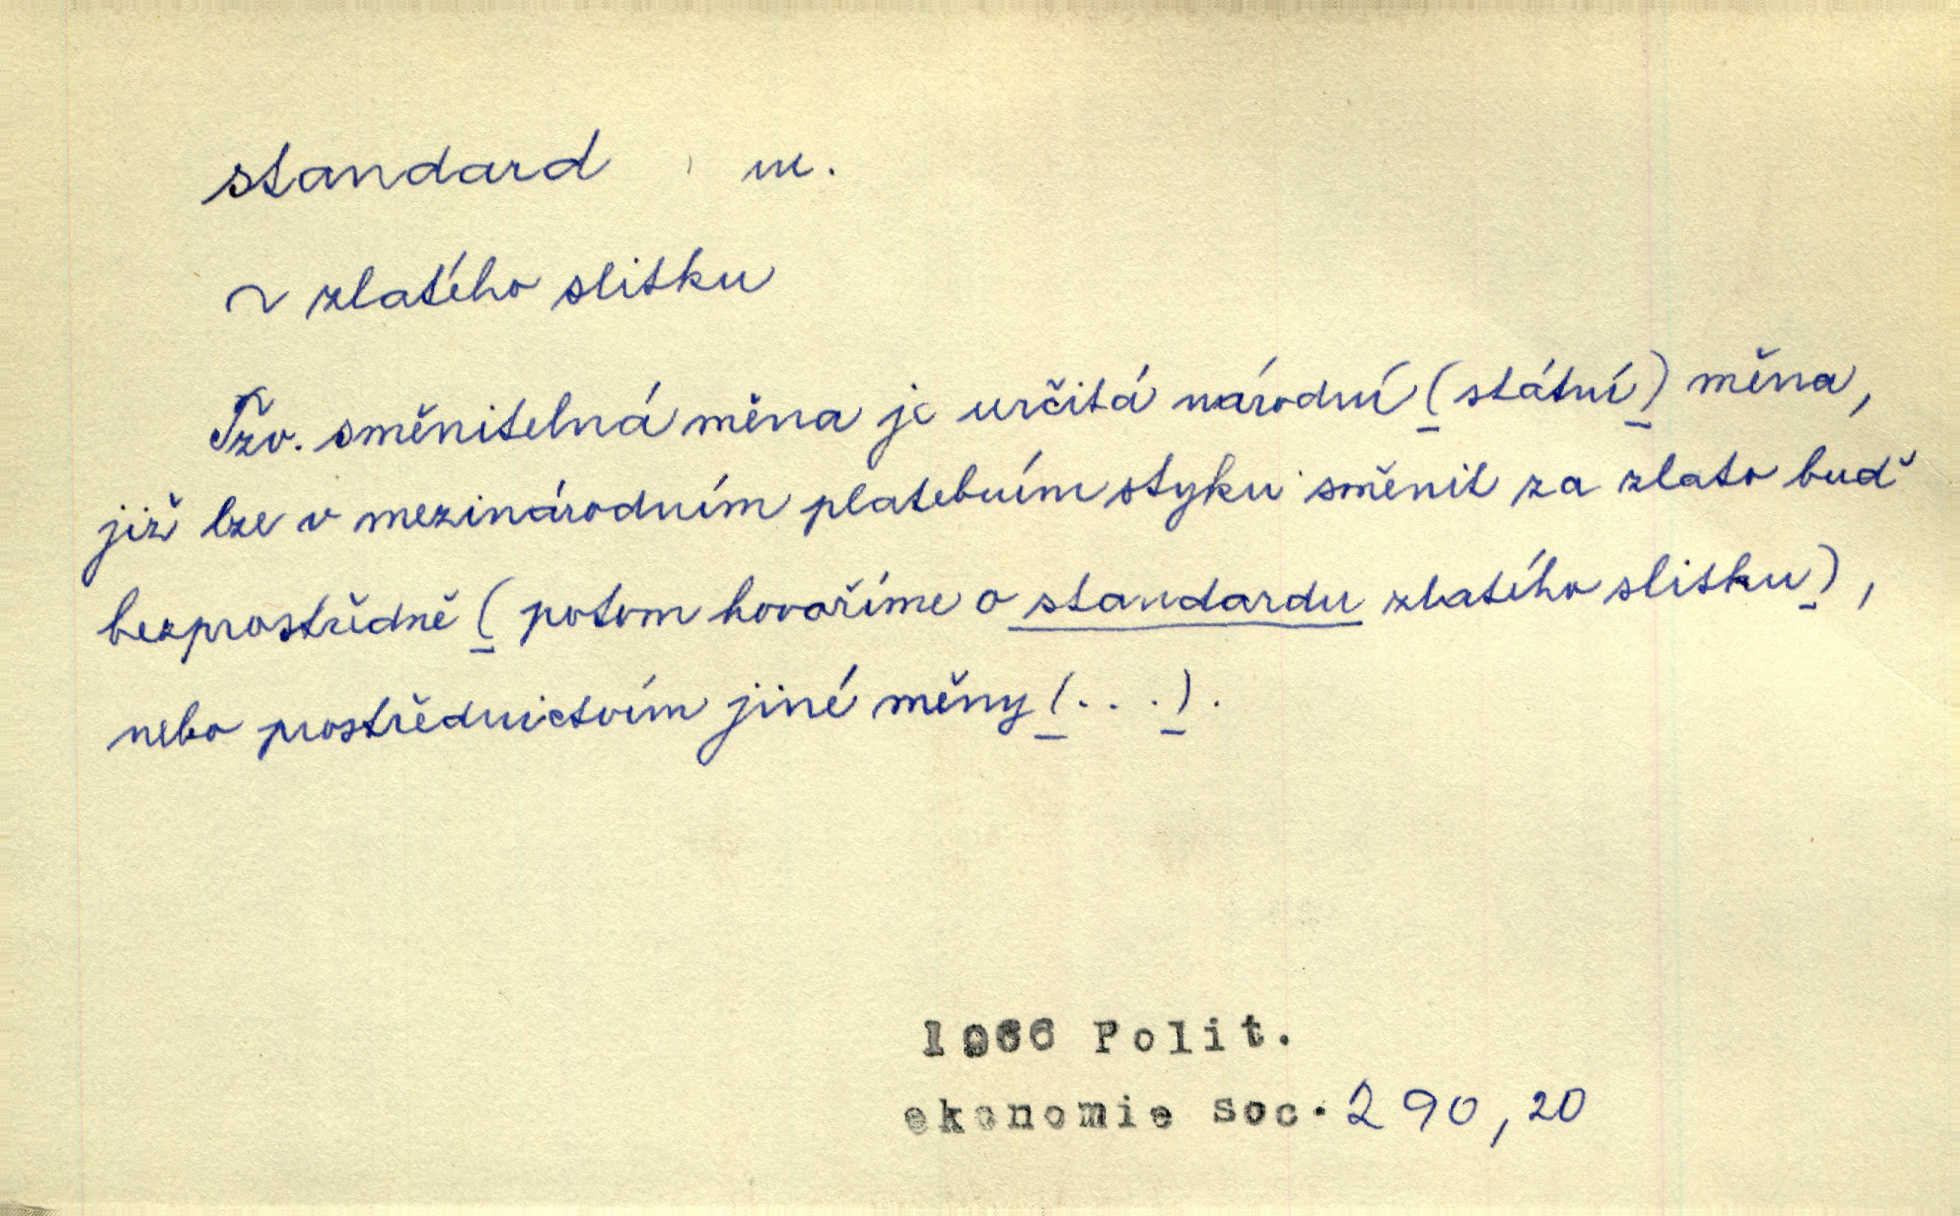 standard m.
~ zlatého slitku
Tzv. směnitelná měna je určitá národní (státní) měna,
již lze v mezinárodním platebním styku směnit za zlato buď
bezprostředně (potom hovoříme o standardu zlatého slitku),
nebo prostřednictvím jiné měny (...).
1966 Polit.
ekonomie soc. 290, 20